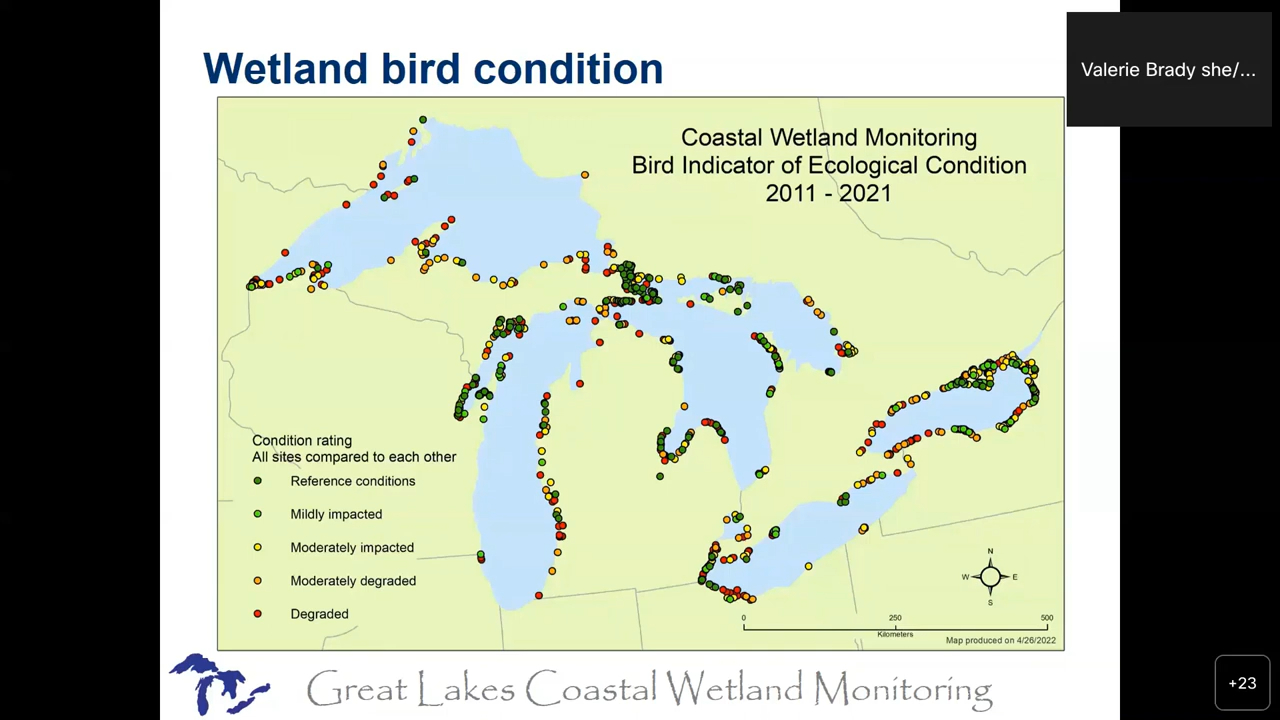 Wetland bird condition
Valerie Brady she/...
Coastal Wetland Monitoring
Bird Indicator of Ecological Condition
2011 - 2021
Condition rating
All sites compared to each other
Reference conditions
Mildly impacted
Moderately impacted
Moderately degraded
Degraded
N
W
E
S
0
250
500
Kilometers
Map produced on 4/26/2022
Great Lakes Coastal Wetland Monitoring
+23